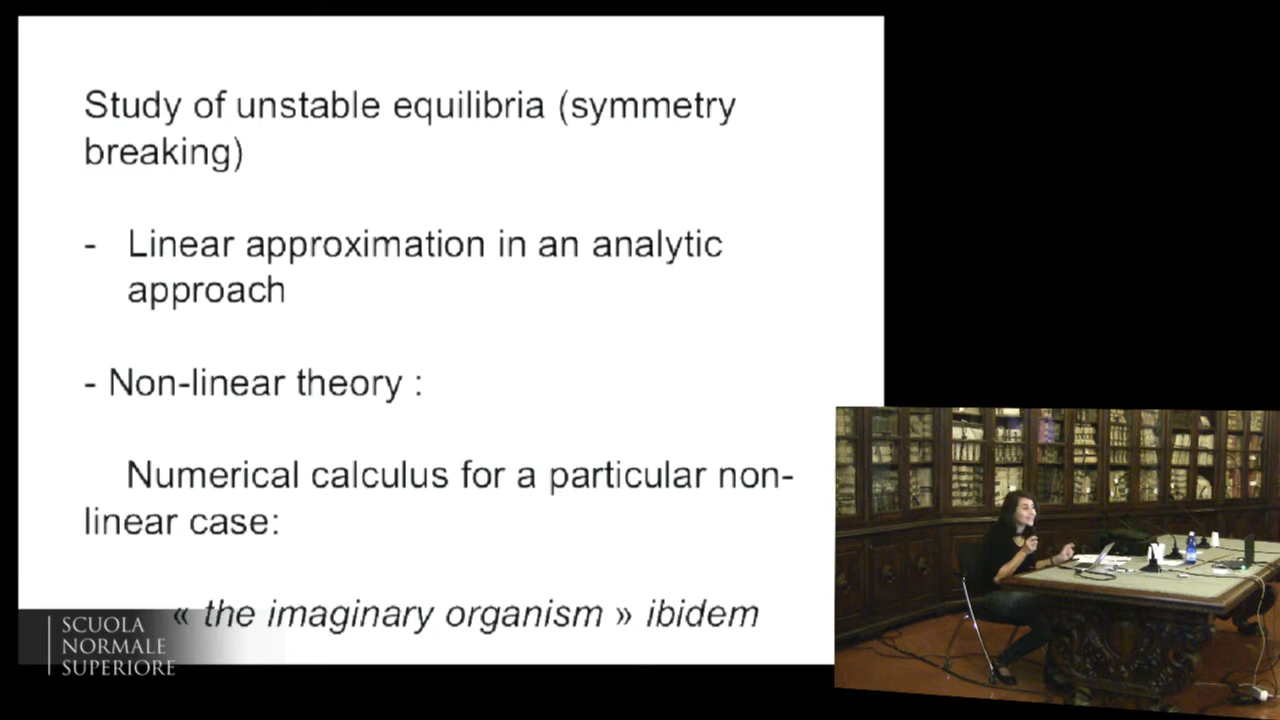 Study of unstable equilibria (symmetry
breaking)
- Linear approximation in an analytic
approach
- Non-linear theory :
Numerical calculus for a particular non-
linear case:
« the imaginary organism » ibidem
SCUOLA
NORMALE
SUPERIORE